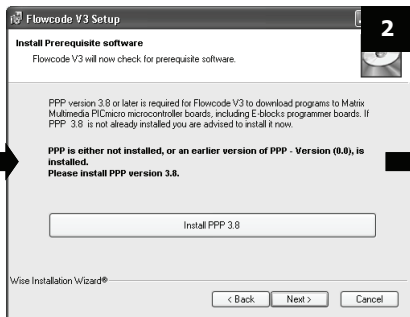 Flowcode V3 Setup
2
Install Prerequisite software
Flowcode V3 will now check for prerequisite software.
PPP version 3.8 or later is required for Flowcode V3 to download programs to Matrix
Multimedia PICmicro microcontroller boards, including E-blocks programmer boards. If
PPP 3.8 is not already installed you are advised to install it now.
PPP is either not installed, or an earlier version of PPP - Version (0.0), is
installed.
Please install PPP version 3.8.
Install PPP 3.8
Wise Installation Wizard®
< Back
Next >
Cancel